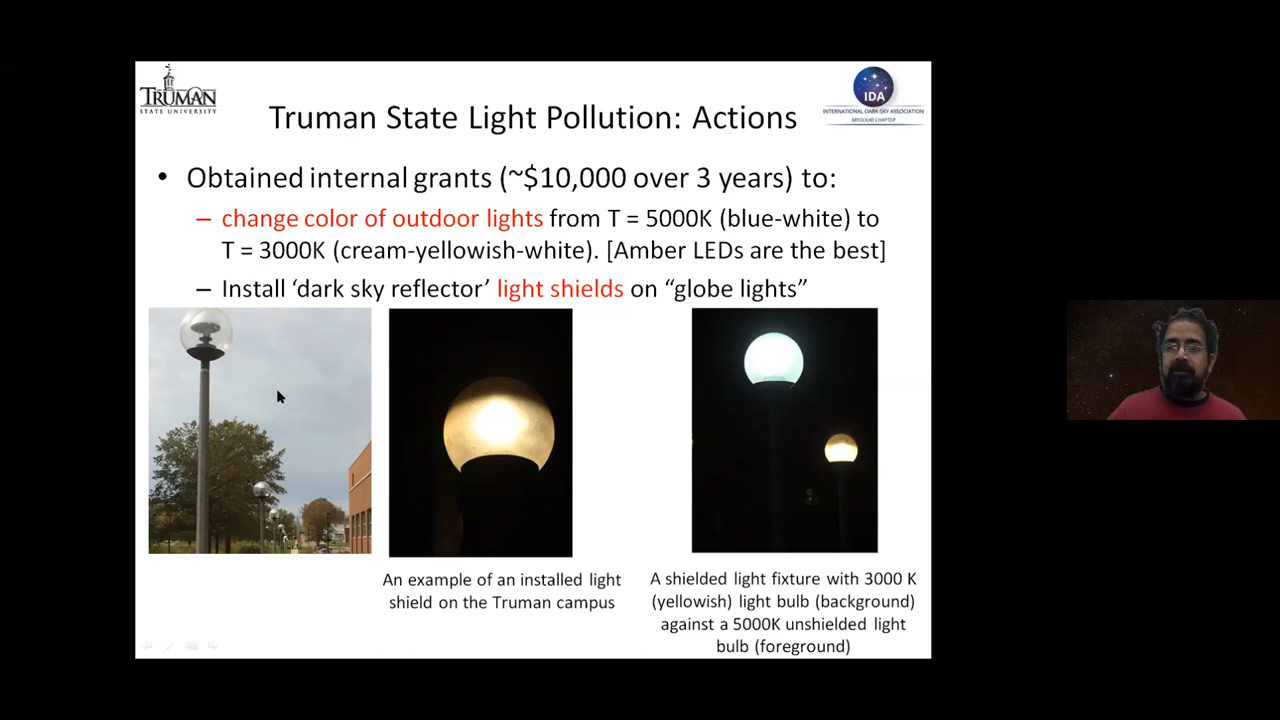 TRUMAN
STATE UNIVERSITY
IDA
INTERNATIONAL DARK-SKY ASSOCIATION
MISSOURI CHAPTER
Truman State Light Pollution: Actions
• Obtained internal grants (~$10,000 over 3 years) to:
– change color of outdoor lights from T = 5000K (blue-white) to
T = 3000K (cream-yellowish-white). [Amber LEDs are the best]
– Install ‘dark sky reflector’ light shields on “globe lights”
An example of an installed light
shield on the Truman campus
A shielded light fixture with 3000 K
(yellowish) light bulb (background)
against a 5000K unshielded light
bulb (foreground)